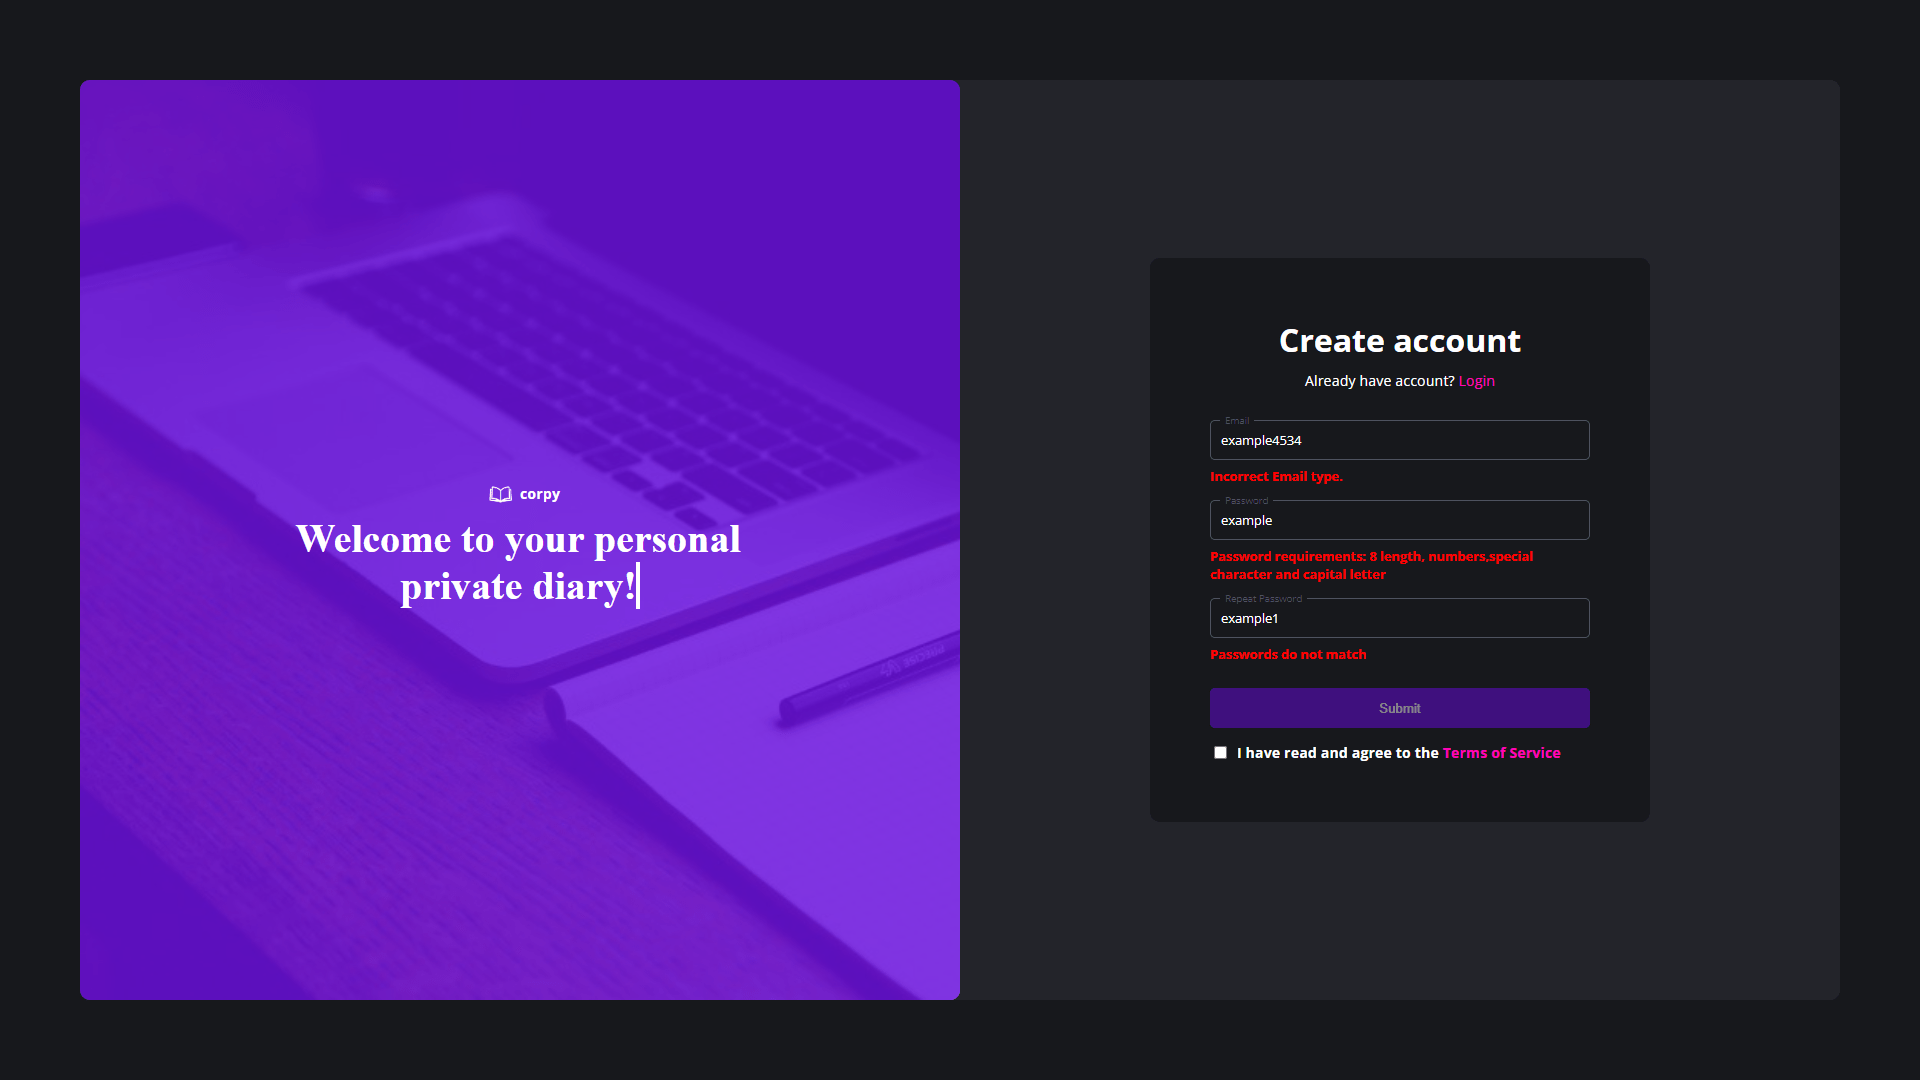 corpy
Welcome to your personal
private diary!
Create account
Already have account? Login
Email
example4534
Incorrect Email type.
Password
example
Password requirements: 8 length, numbers,special
character and capital letter
Repeat Password
example1
Passwords do not match
Submit
I have read and agree to the Terms of Service